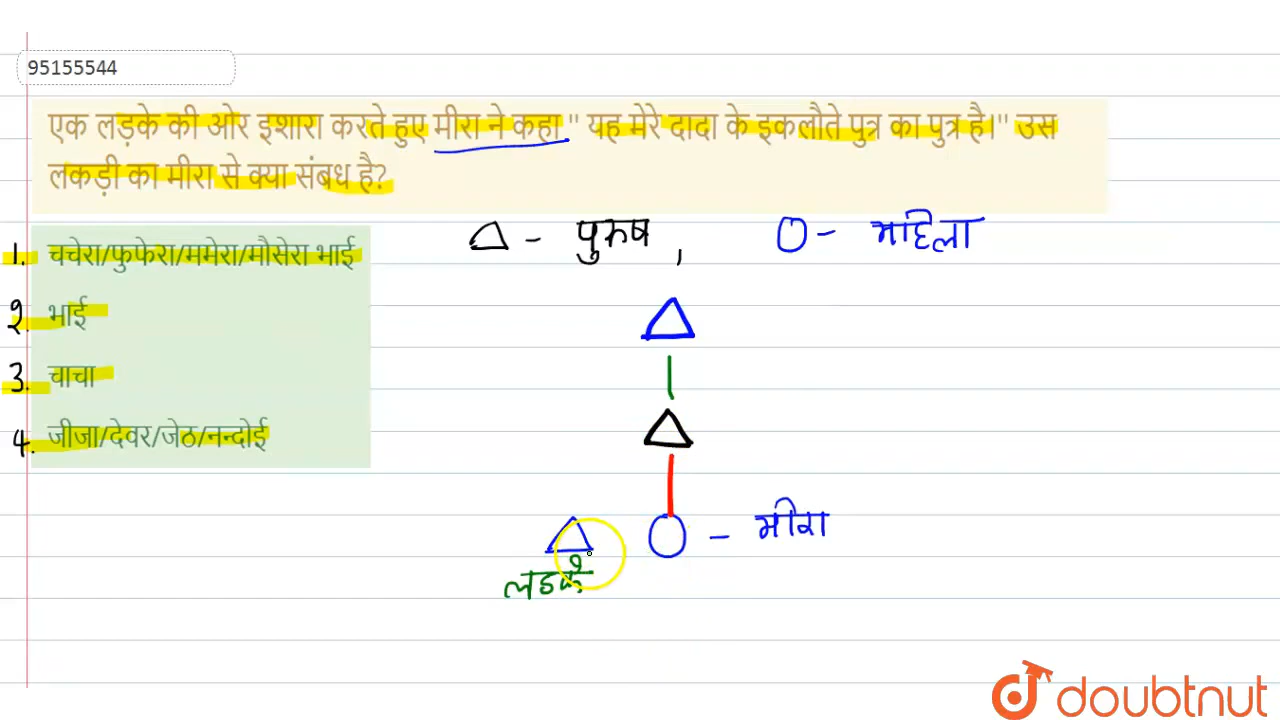 95155544
एक लड़के की ओर इशारा करते हुए मीरा ने कहा " यह मेरे दादा के इकलौते पुत्र का पुत्र है।" उस
लकड़ी का मीरा से क्या संबध है?
1. चचेरा/फुफेरा/ममेरा/मौसेरा भाई
2. भाई
3. चाचा
4. जीजा/देवर/जेठ/नन्दोई
△ - पुरुष , O - महिला
- मीरा
लडके
doubtnut